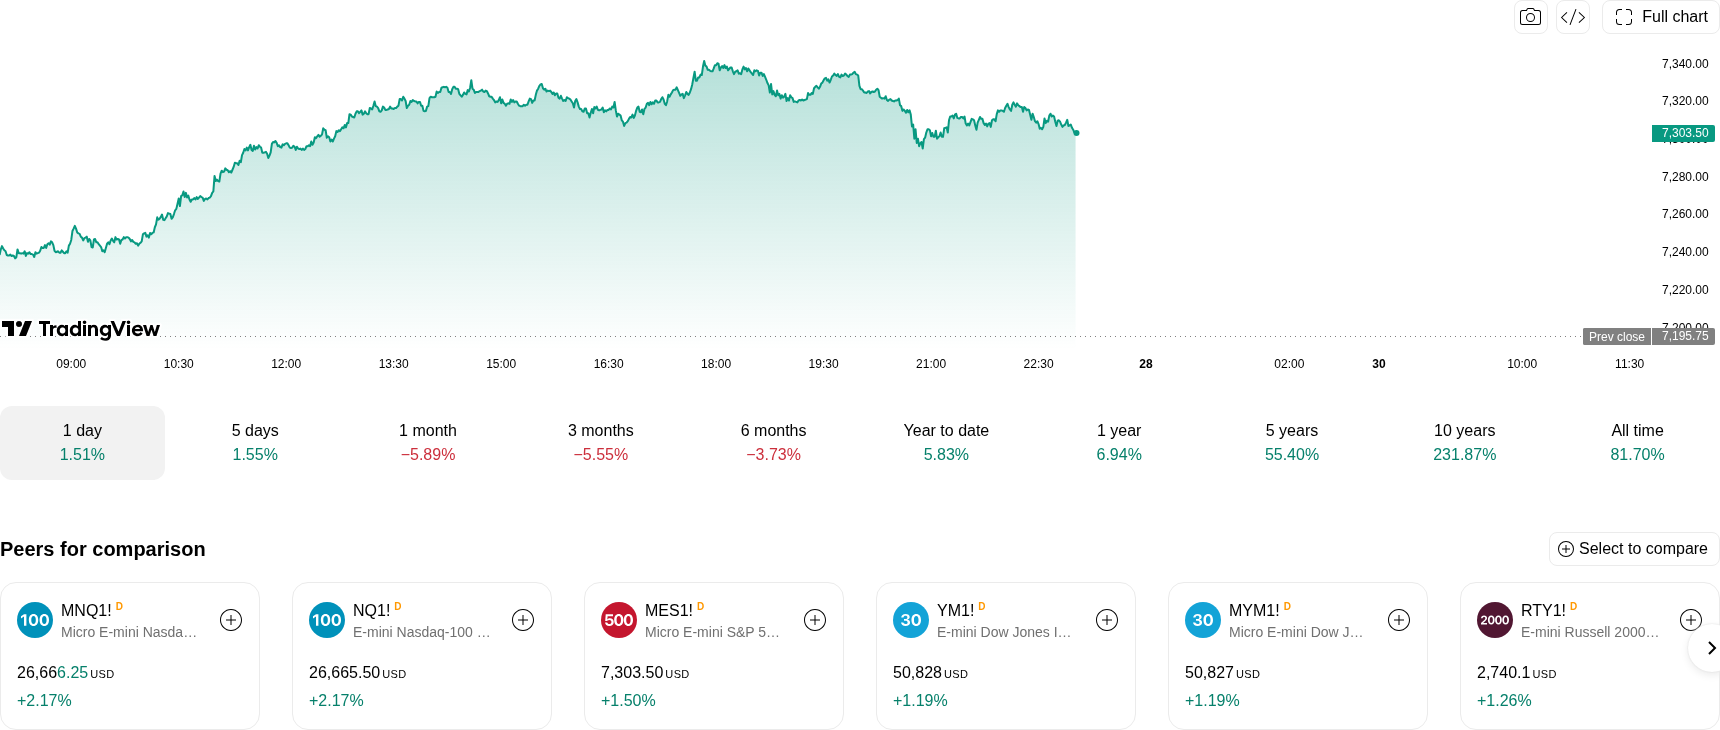 Full chart
7,340.00
7,320.00
7,303.50
7,280.00
7,260.00
7,240.00
7,220.00
7,200.00
Prev close 7,195.75
TradingView
09:00 10:30 12:00 13:30 15:00 16:30 18:00 19:30 21:00 22:30 28 02:00 30 10:00 11:30
1 day 5 days 1 month 3 months 6 months Year to date 1 year 5 years 10 years All time
1.51% 1.55% −5.89% −5.55% −3.73% 5.83% 6.94% 55.40% 231.87% 81.70%
Peers for comparison
Select to compare
100 MNQ1! D
Micro E-mini Nasda…
26,666.25 USD
+2.17%
100 NQ1! D
E-mini Nasdaq-100 …
26,665.50 USD
+2.17%
500 MES1! D
Micro E-mini S&P 5…
7,303.50 USD
+1.50%
30 YM1! D
E-mini Dow Jones I…
50,828 USD
+1.19%
30 MYM1! D
Micro E-mini Dow J…
50,827 USD
+1.19%
2000 RTY1! D
E-mini Russell 2000…
2,740.1 USD
+1.26%